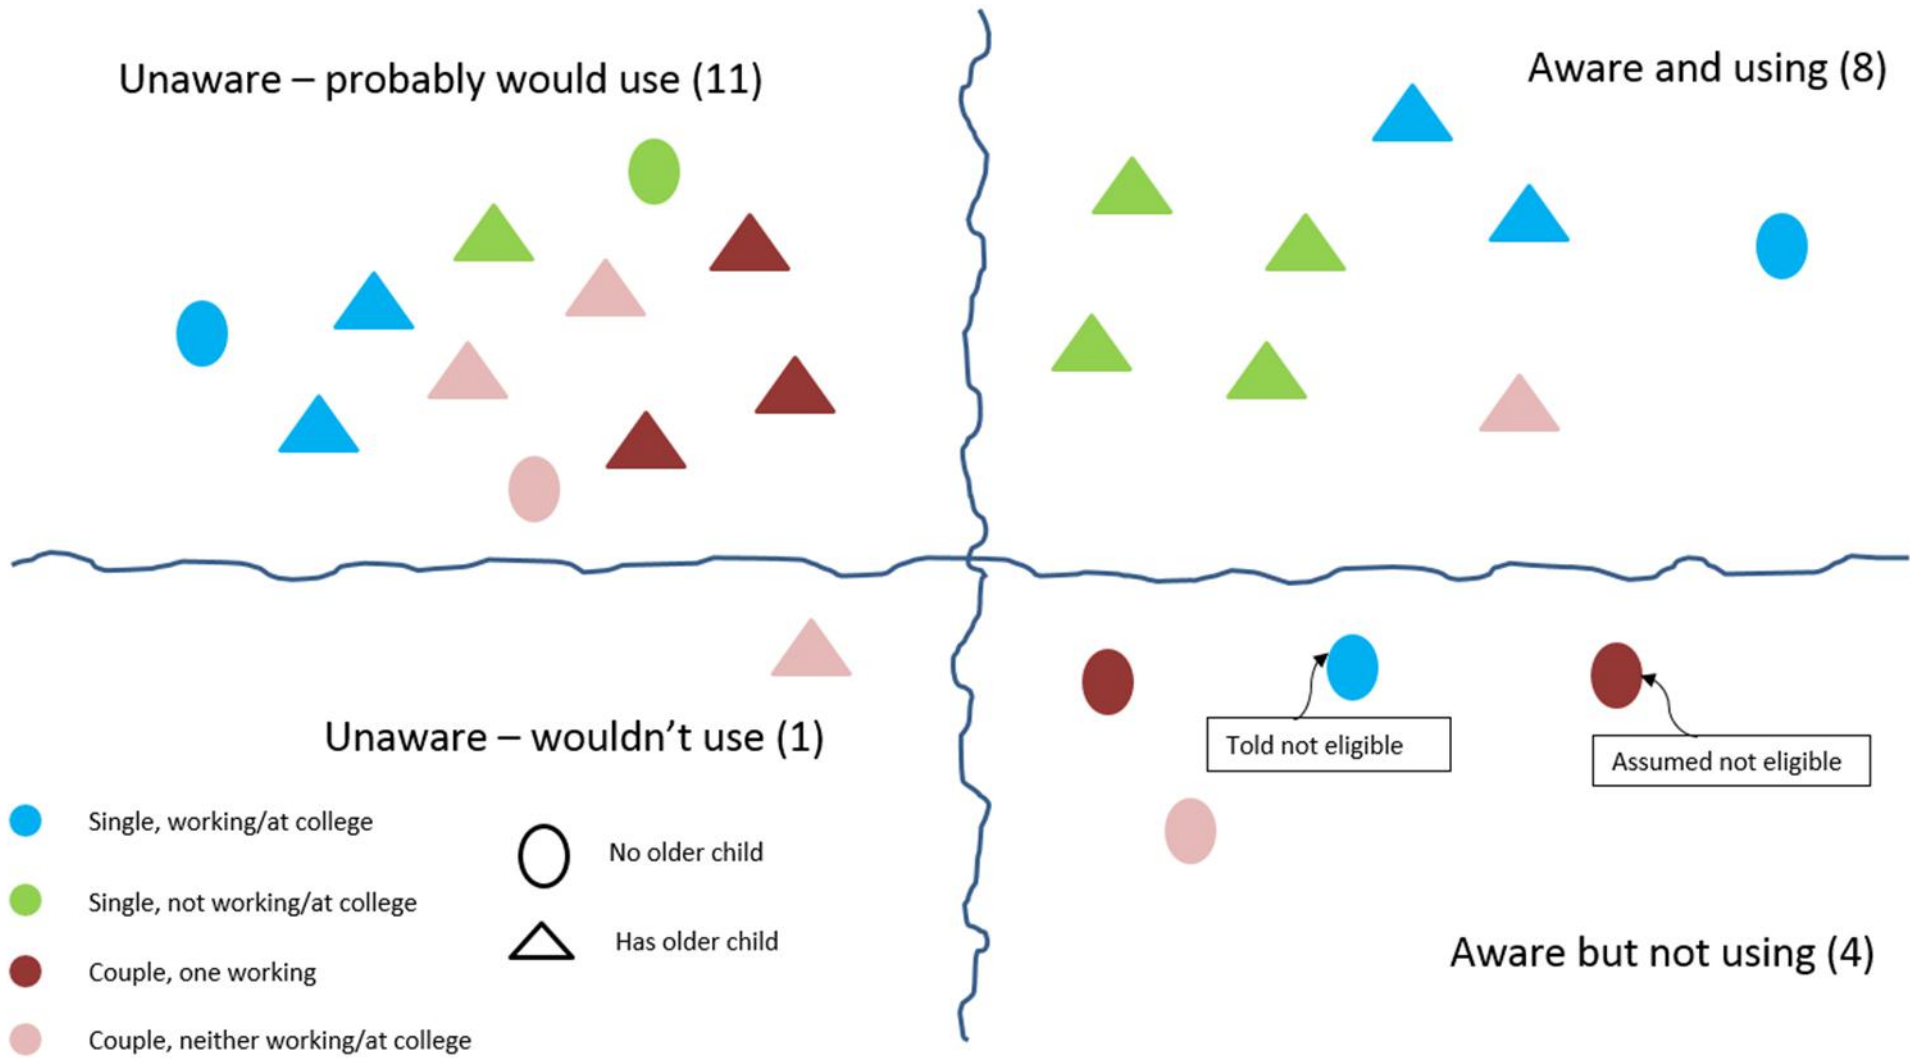 Unaware – probably would use (11)
Aware and using (8)
Unaware – wouldn’t use (1)
Told not eligible
Assumed not eligible
Aware but not using (4)
Single, working/at college
Single, not working/at college
Couple, one working
Couple, neither working/at college
No older child
Has older child